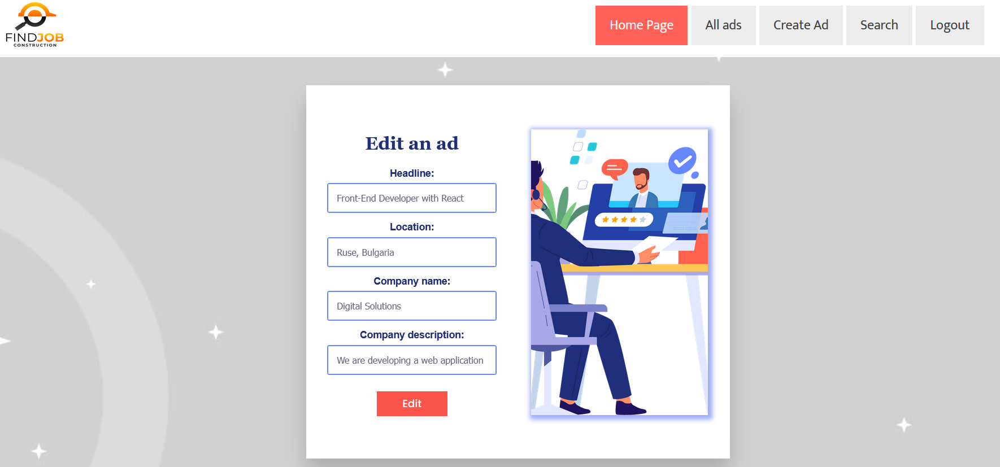 FINDJOB
CONSTRUCTION
Home Page
All ads
Create Ad
Search
Logout
Edit an ad
Headline:
Front-End Developer with React
Location:
Ruse, Bulgaria
Company name:
Digital Solutions
Company description:
We are developing a web application
Edit